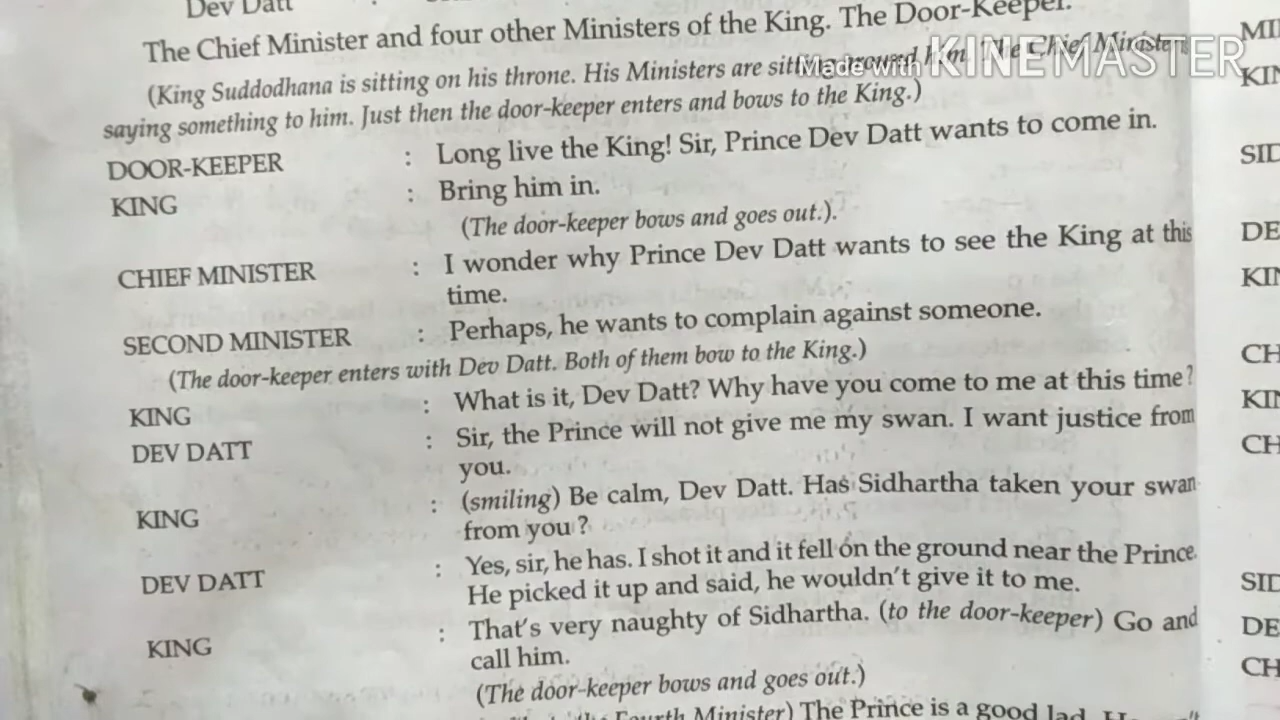 Dev Datt :
The Chief Minister and four other Ministers of the King. The Door-Keeper.
(King Suddodhana is sitting on his throne. His Ministers are sitting around him. The Chief Minister is
Made with KINEMASTER
saying something to him. Just then the door-keeper enters and bows to the King.)
DOOR-KEEPER : Long live the King! Sir, Prince Dev Datt wants to come in.
KING : Bring him in.
(The door-keeper bows and goes out.).
CHIEF MINISTER : I wonder why Prince Dev Datt wants to see the King at this
time.
SECOND MINISTER : Perhaps, he wants to complain against someone.
(The door-keeper enters with Dev Datt. Both of them bow to the King.)
KING : What is it, Dev Datt? Why have you come to me at this time?
DEV DATT : Sir, the Prince will not give me my swan. I want justice from
you.
KING : (smiling) Be calm, Dev Datt. Has Sidhartha taken your swan
from you ?
DEV DATT : Yes, sir, he has. I shot it and it fell on the ground near the Prince.
He picked it up and said, he wouldn't give it to me.
KING : That's very naughty of Sidhartha. (to the door-keeper) Go and
call him.
(The door-keeper bows and goes out.)
Fourth Minister) The Prince is a good lad.
MI
KIN
SID
DE
KIN
CH
KIN
CH
SID
DE
CH